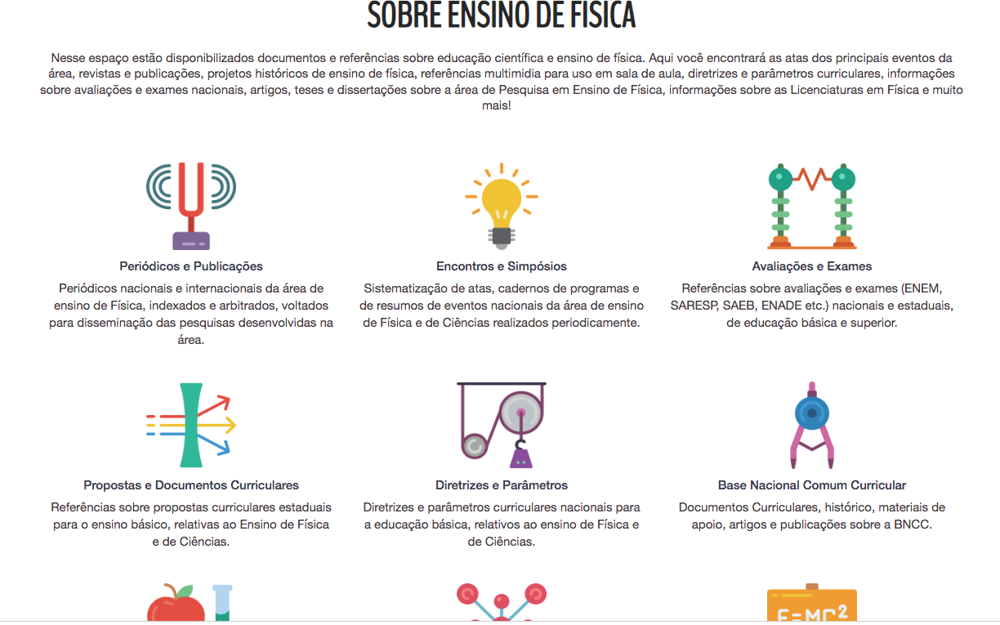 SOBRE ENSINO DE FÍSICA
Nesse espaço estão disponibilizados documentos e referências sobre educação científica e ensino de física. Aqui você encontrará as atas dos principais eventos da
área, revistas e publicações, projetos históricos de ensino de física, referências multimidia para uso em sala de aula, diretrizes e parâmetros curriculares, informações
sobre avaliações e exames nacionais, artigos, teses e dissertações sobre a área de Pesquisa em Ensino de Física, informações sobre as Licenciaturas em Física e muito
mais!
Periódicos e Publicações
Periódicos nacionais e internacionais da área de
ensino de Física, indexados e arbitrados, voltados
para disseminação das pesquisas desenvolvidas na
área.
Encontros e Simpósios
Sistematização de atas, cadernos de programas e
de resumos de eventos nacionais da área de ensino
de Física e de Ciências realizados periodicamente.
Avaliações e Exames
Referências sobre avaliações e exames (ENEM,
SARESP, SAEB, ENADE etc.) nacionais e estaduais,
de educação básica e superior.
Propostas e Documentos Curriculares
Referências sobre propostas curriculares estaduais
para o ensino básico, relativas ao Ensino de Física
e de Ciências.
Diretrizes e Parâmetros
Diretrizes e parâmetros curriculares nacionais para
a educação básica, relativos ao ensino de Física e
de Ciências.
Base Nacional Comum Curricular
Documentos Curriculares, histórico, materiais de
apoio, artigos e publicações sobre a BNCC.
E=MC²